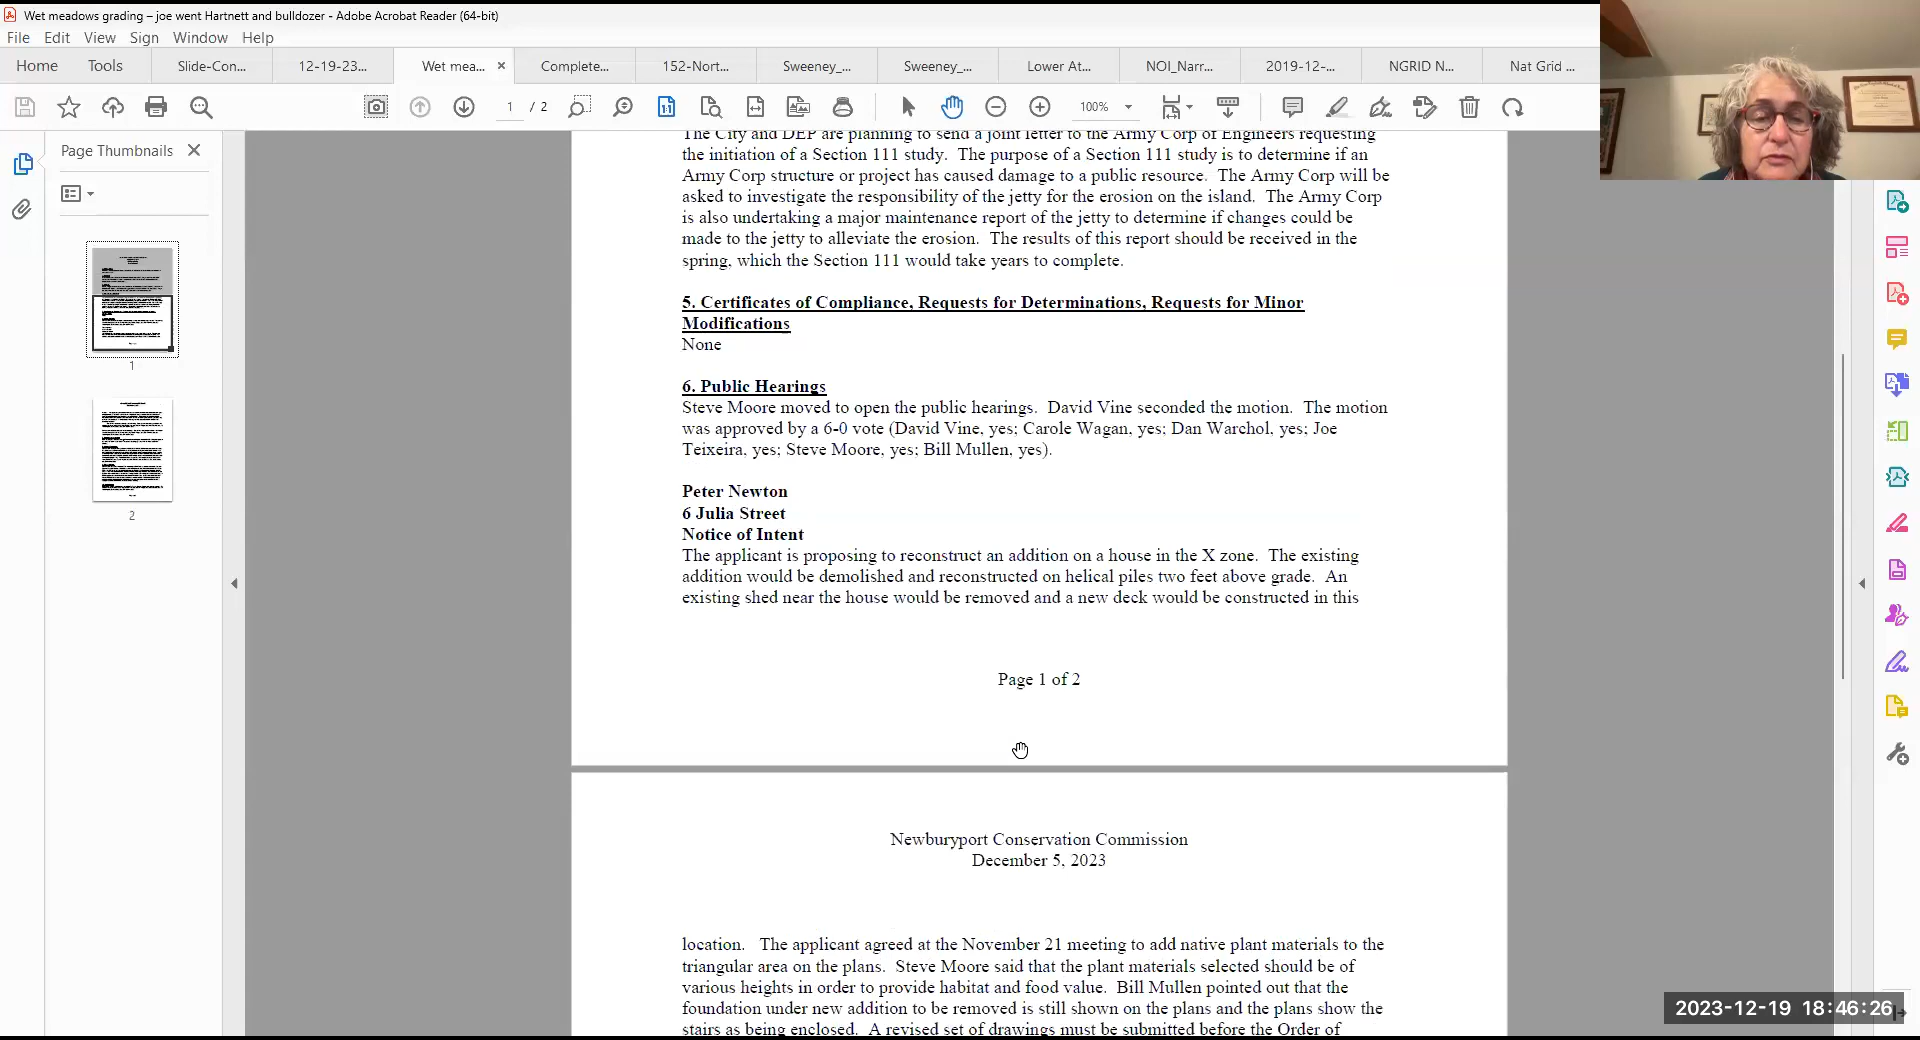 Wet meadows grading – joe went Hartnett and bulldozer - Adobe Acrobat Reader (64-bit)
File Edit View Sign Window Help
Home Tools Slide-Con... 12-19-23... Wet mea... × Complete... 152-Nort... Sweeney_... Sweeney_... Lower At... NOI_Narr... 2019-12-... NGRID N... Nat Grid ...
1 / 2 100%
Page Thumbnails
1
2
The City and DEP are planning to send a joint letter to the Army Corp of Engineers requesting
the initiation of a Section 111 study. The purpose of a Section 111 study is to determine if an
Army Corp structure or project has caused damage to a public resource. The Army Corp will be
asked to investigate the responsibility of the jetty for the erosion on the island. The Army Corp
is also undertaking a major maintenance report of the jetty to determine if changes could be
made to the jetty to alleviate the erosion. The results of this report should be received in the
spring, which the Section 111 would take years to complete.
5. Certificates of Compliance, Requests for Determinations, Requests for Minor
Modifications
None
6. Public Hearings
Steve Moore moved to open the public hearings. David Vine seconded the motion. The motion
was approved by a 6-0 vote (David Vine, yes; Carole Wagan, yes; Dan Warchol, yes; Joe
Teixeira, yes; Steve Moore, yes; Bill Mullen, yes).
Peter Newton
6 Julia Street
Notice of Intent
The applicant is proposing to reconstruct an addition on a house in the X zone. The existing
addition would be demolished and reconstructed on helical piles two feet above grade. An
existing shed near the house would be removed and a new deck would be constructed in this
Page 1 of 2
Newburyport Conservation Commission
December 5, 2023
location. The applicant agreed at the November 21 meeting to add native plant materials to the
triangular area on the plans. Steve Moore said that the plant materials selected should be of
various heights in order to provide habitat and food value. Bill Mullen pointed out that the
foundation under new addition to be removed is still shown on the plans and the plans show the
stairs as being enclosed. A revised set of drawings must be submitted before the Order of
2023-12-19 18:46:26